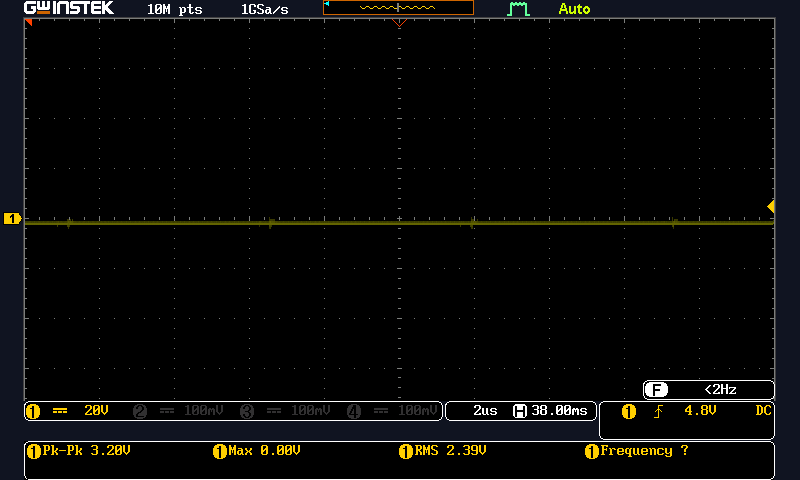 GWINSTEK 10M pts 1GSa/s Auto
1
F <2Hz
1 20V 2 100mV 3 100mV 4 100mV 2us H 38.00ms 1 4.8V DC
1 Pk-Pk 3.20V 1 Max 0.00V 1 RMS 2.39V 1 Frequency ?